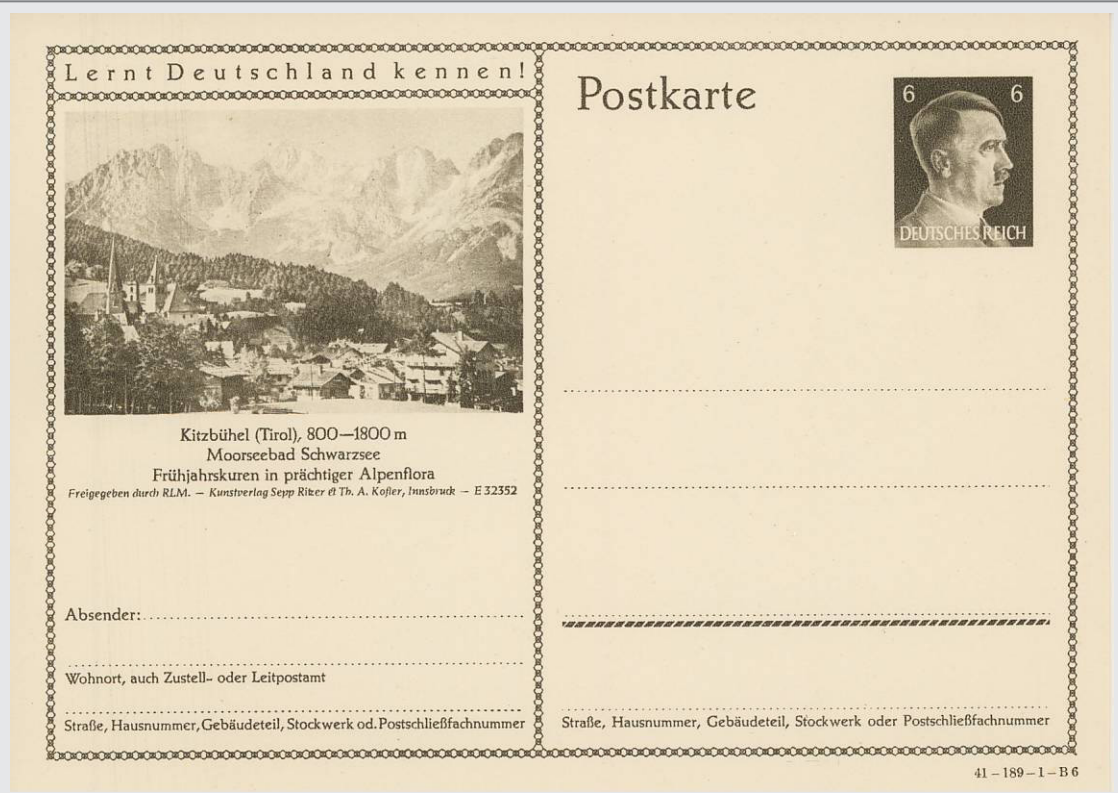 Lernt Deutschland kennen!
Kitzbühel (Tirol), 800—1800 m
Moorseebad Schwarzsee
Frühjahrskuren in prächtiger Alpenflora
Freigegeben durch RLM. — Kunstverlag Sepp Ritzer & Th. A. Kofler, Innsbruck — E 32352
Absender:
Wohnort, auch Zustell- oder Leitpostamt
Straße, Hausnummer, Gebäudeteil, Stockwerk od. Postschließfachnummer
Postkarte
6 6
DEUTSCHES REICH
Straße, Hausnummer, Gebäudeteil, Stockwerk oder Postschließfachnummer
41 – 189 – 1 – B 6